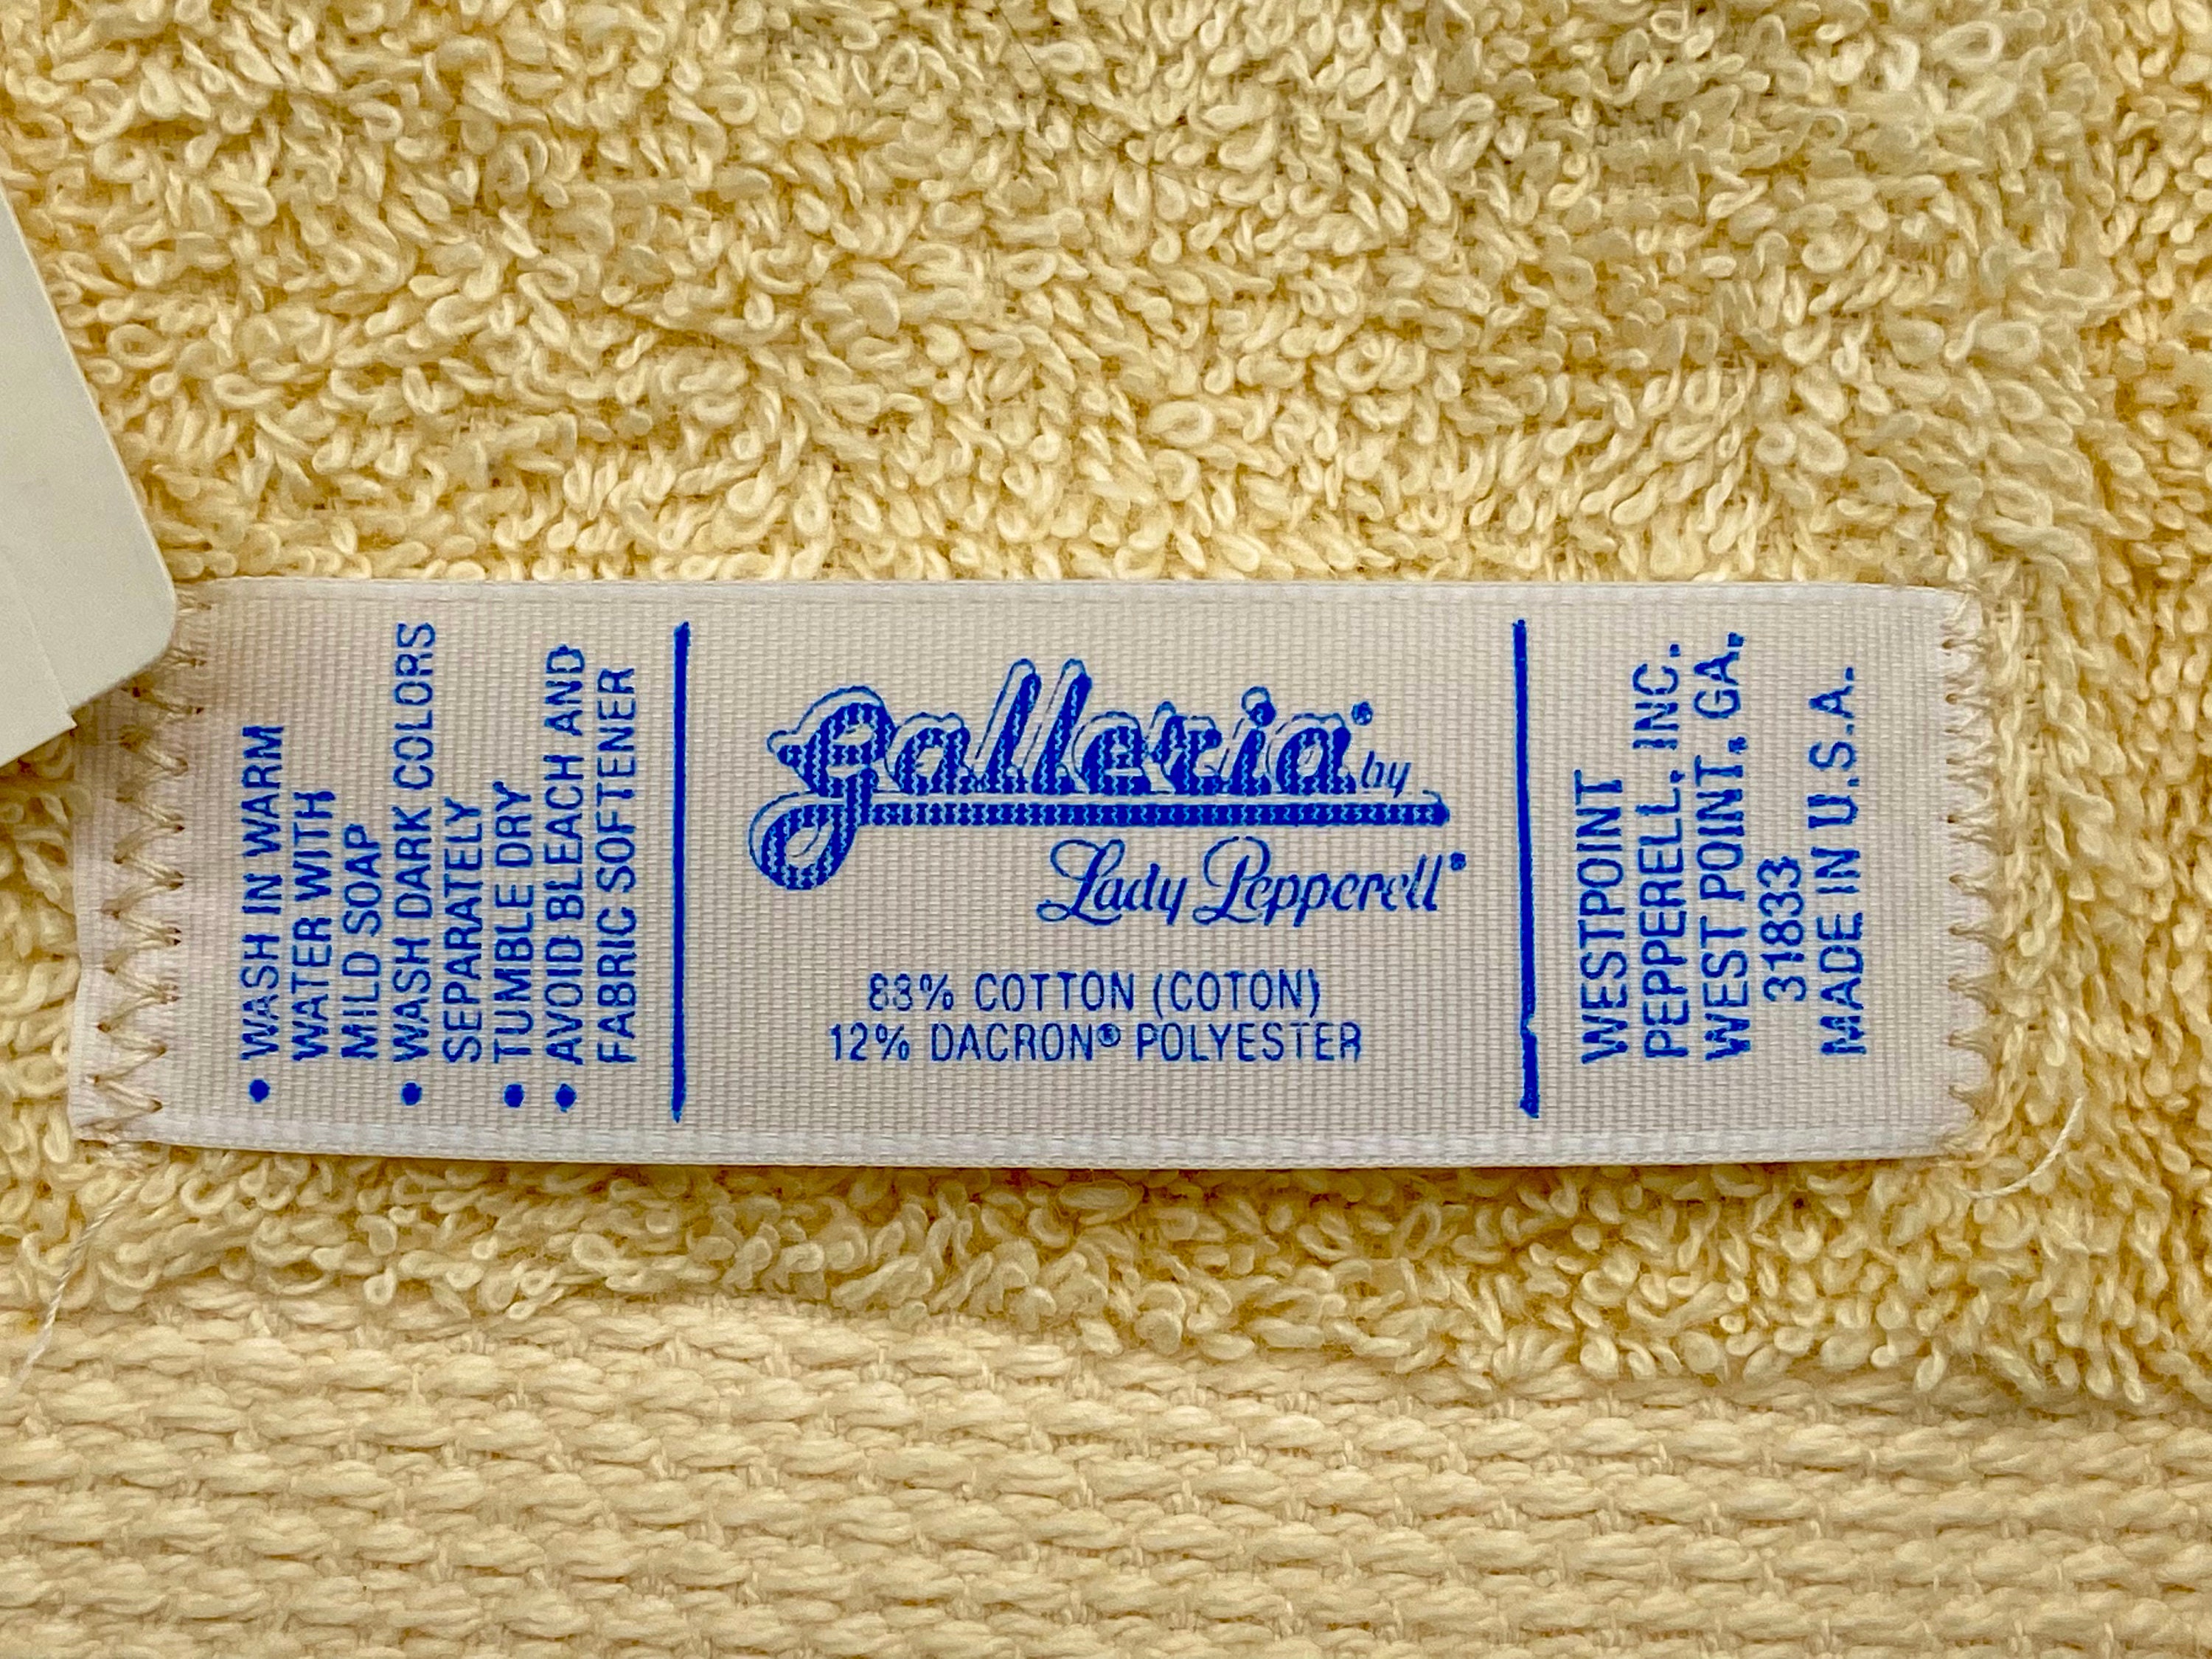 • WASH IN WARM
WATER WITH
MILD SOAP
• WASH DARK COLORS
SEPARATELY
• TUMBLE DRY
• AVOID BLEACH AND
FABRIC SOFTENER
Galleria® by
Lady Pepperell®
88% COTTON (COTON)
12% DACRON® POLYESTER
WESTPOINT
PEPPERELL, INC.
WEST POINT, GA.
31833
MADE IN U.S.A.